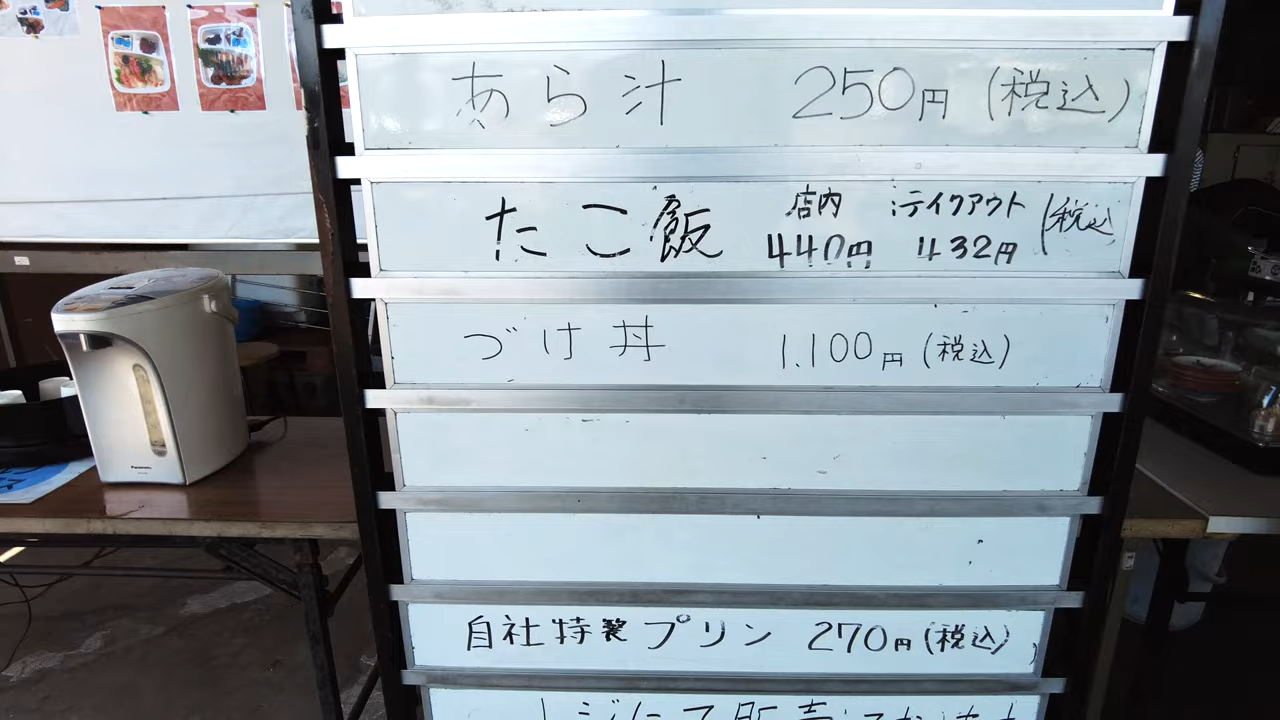 あら汁 250円 (税込)
たこ飯 店内 440円 :テイクアウト 432円 (税込
づけ丼 1,100円 (税込)
自社特製プリン 270円(税込)
レジにて販売しております
Panasonic